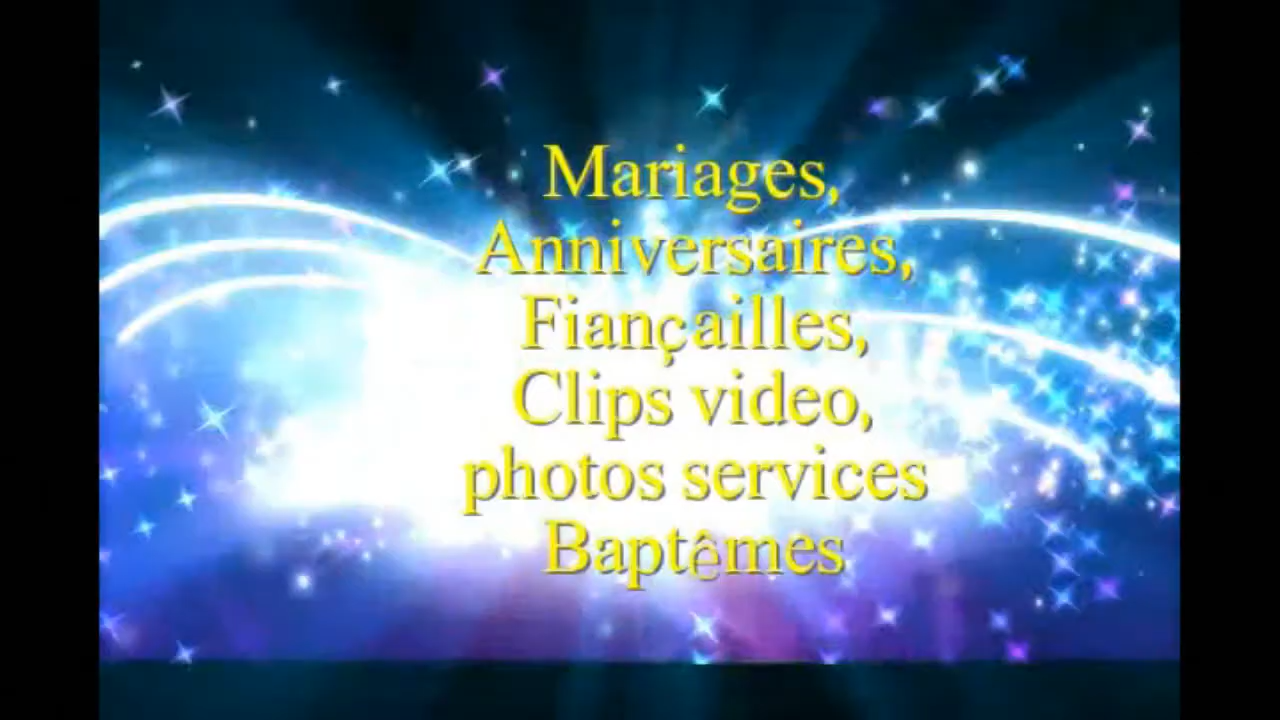 Mariages,
Anniversaires,
Fiançailles,
Clips video,
photos services
Baptêmes